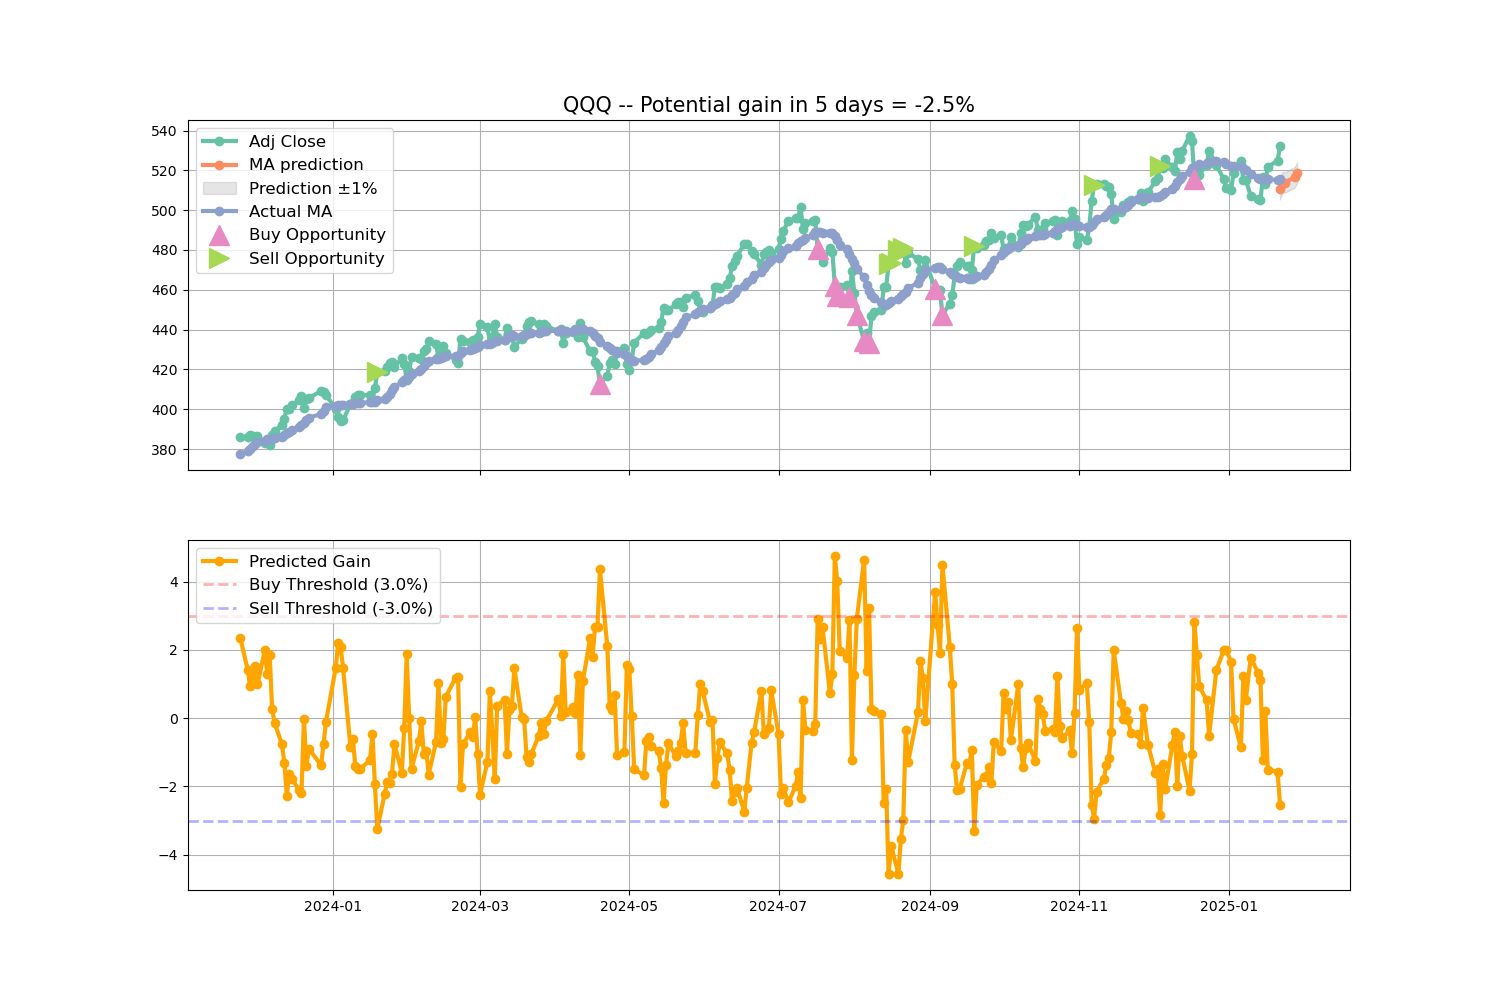 QQQ -- Potential gain in 5 days = -2.5%
540
520
500
480
460
440
420
400
380
Adj Close
MA prediction
Prediction ±1%
Actual MA
Buy Opportunity
Sell Opportunity
4
2
0
−2
−4
Predicted Gain
Buy Threshold (3.0%)
Sell Threshold (-3.0%)
2024-01 2024-03 2024-05 2024-07 2024-09 2024-11 2025-01